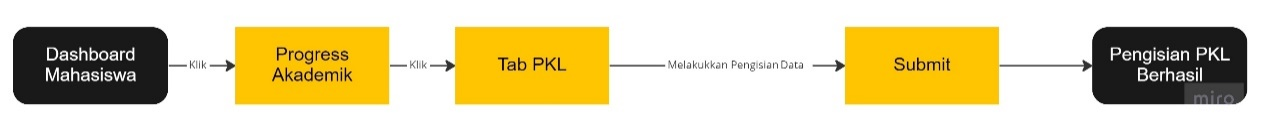 Dashboard
Mahasiswa
Klik
Progress
Akademik
Klik
Tab PKL
Melakukkan Pengisian Data
Submit
Pengisian PKL
Berhasil
miro